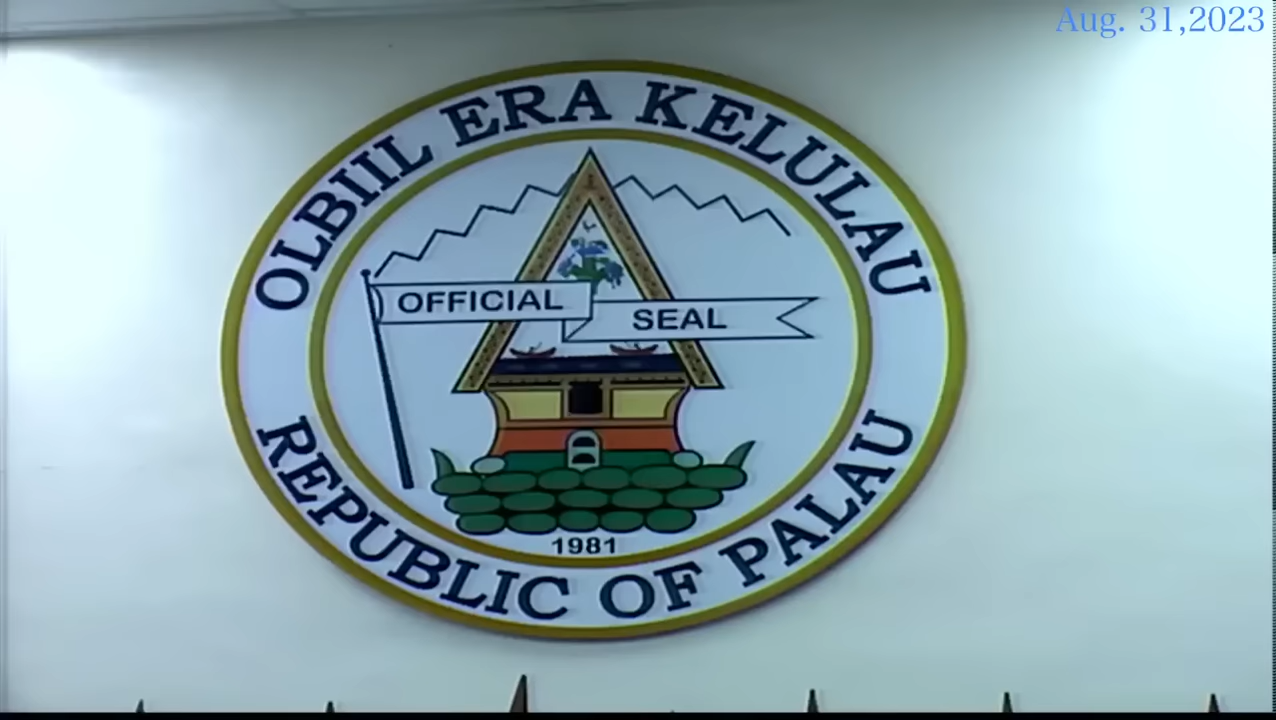 Aug. 31,2023
OLBIIL ERA KELULAU
OFFICIAL
SEAL
1981
REPUBLIC OF PALAU